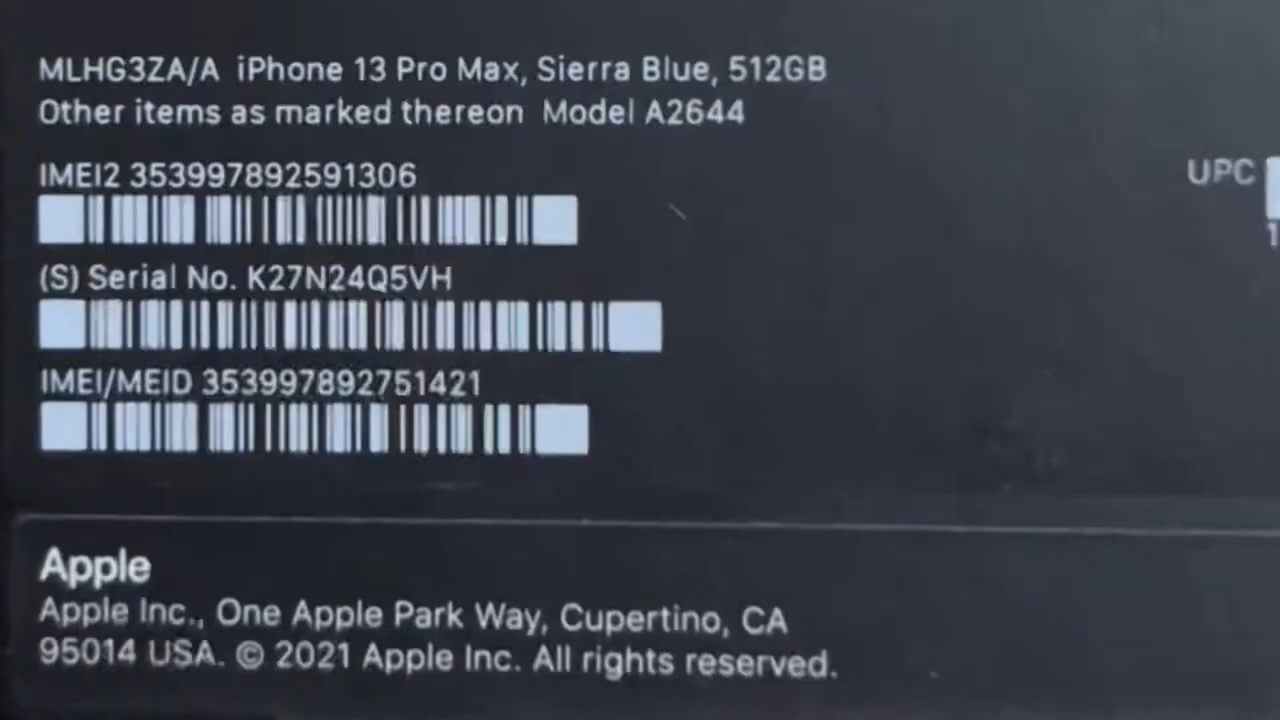 MLHG3ZA/A iPhone 13 Pro Max, Sierra Blue, 512GB
Other items as marked thereon Model A2644
IMEI2 353997892591306
UPC
1
(S) Serial No. K27N24Q5VH
IMEI/MEID 353997892751421
Apple
Apple Inc., One Apple Park Way, Cupertino, CA
95014 USA. © 2021 Apple Inc. All rights reserved.